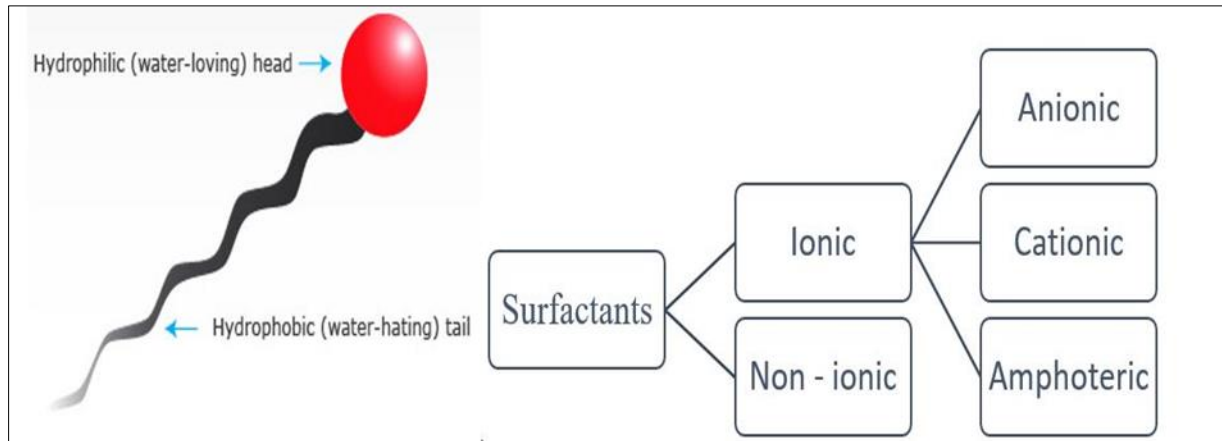 Hydrophilic (water-loving) head
Hydrophobic (water-hating) tail
Surfactants
Ionic
Non - ionic
Anionic
Cationic
Amphoteric